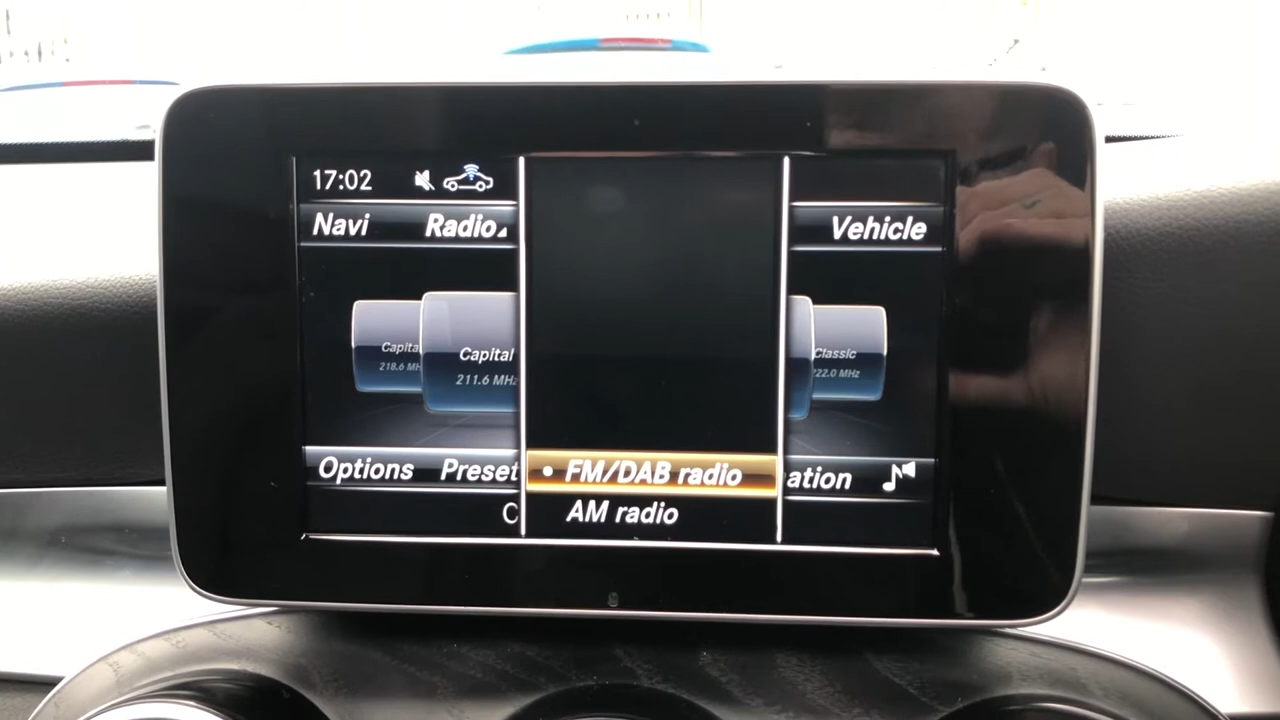 17:02
Navi Radio Vehicle
Capita Capital Classic
218.6 MH 211.6 MHz 22.0 MHz
Options Preset FM/DAB radio ation
C AM radio